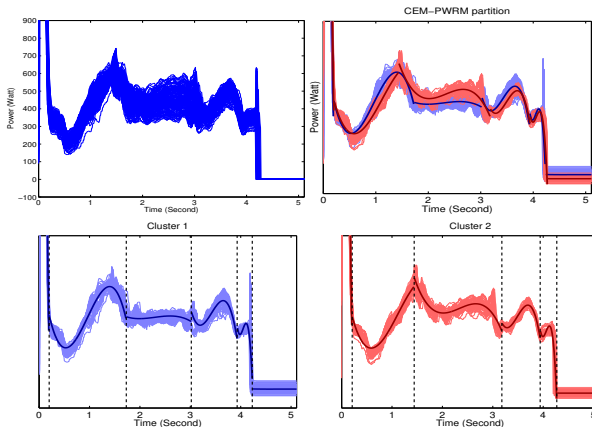 CEM-PWRM partition
900
800
700
600
500
400
300
200
100
0
-100
Power (Watt)
0 1 2 3 4 5
Time (Second)
Power (Watt)
0 1 2 3 4 5
Time (Second)
Cluster 1
0 1 2 3 4 5
Time (Second)
Cluster 2
0 1 2 3 4 5
Time (Second)